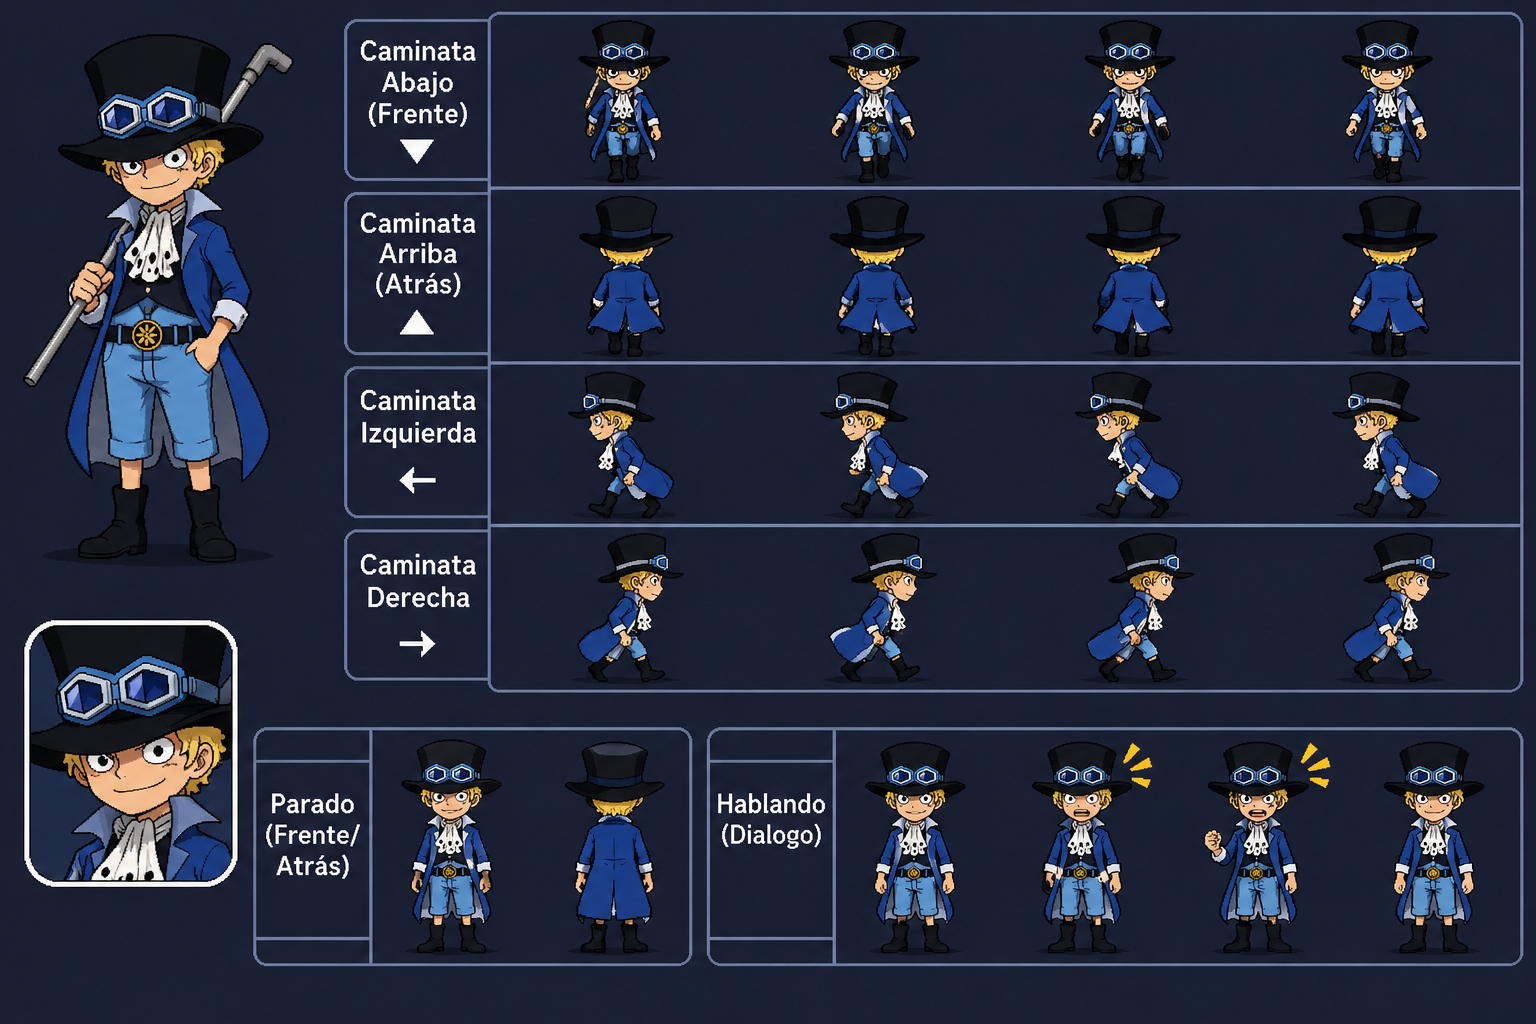 Caminata
Abajo
(Frente)
Caminata
Arriba
(Atrás)
Caminata
Izquierda
Caminata
Derecha
Parado
(Frente/
Atrás)
Hablando
(Dialogo)